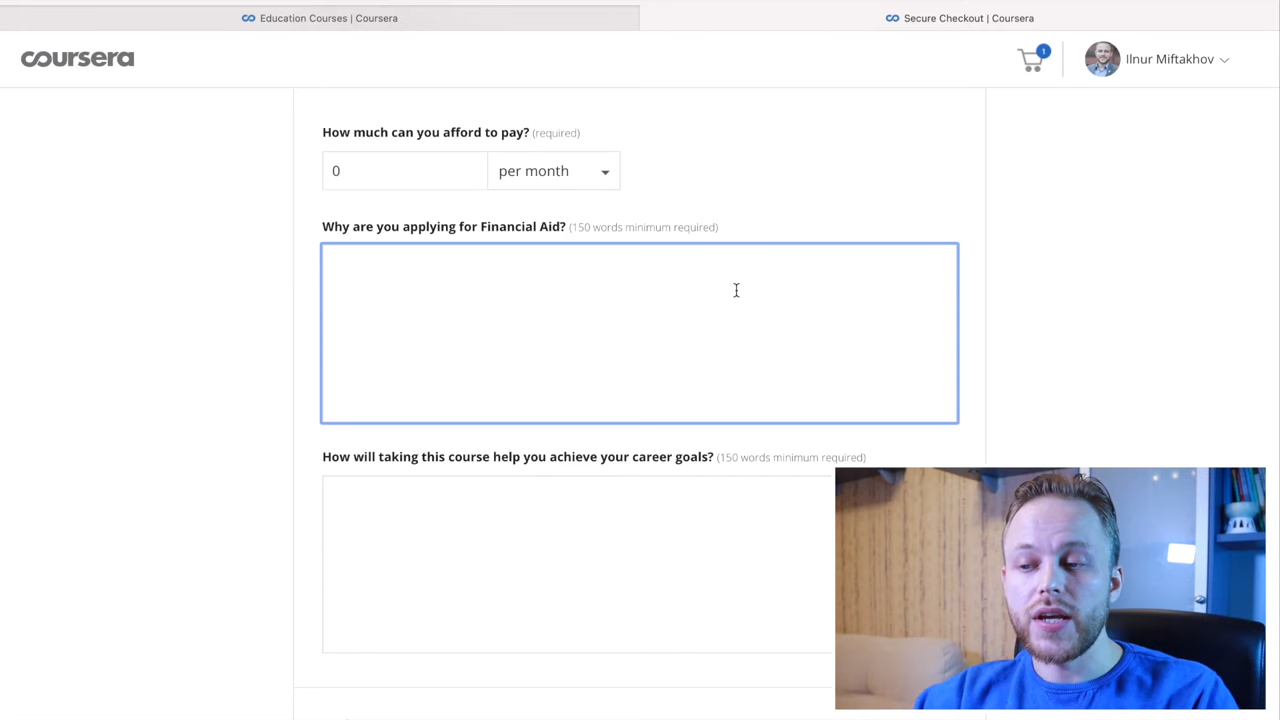 Education Courses | Coursera
Secure Checkout | Coursera
coursera
1
Ilnur Miftakhov
How much can you afford to pay? (required)
0
per month
Why are you applying for Financial Aid? (150 words minimum required)
How will taking this course help you achieve your career goals? (150 words minimum required)